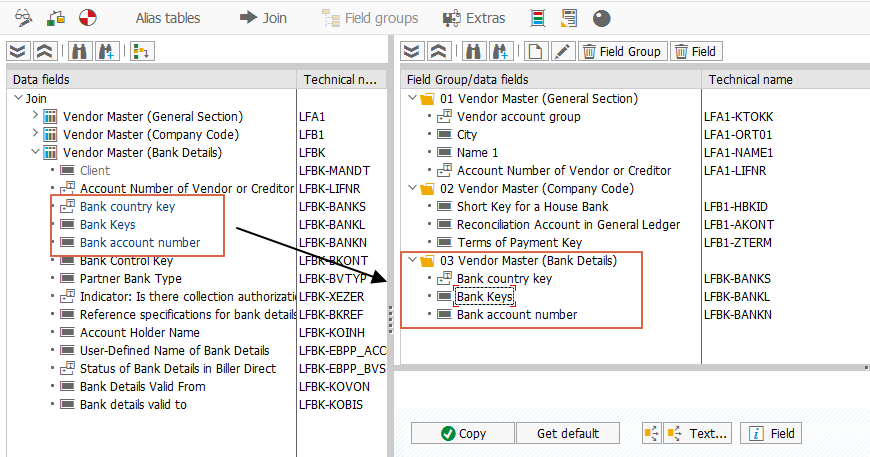 Alias tables Join Field groups Extras
Field Group Field
Data fields Technical n...
Join
Vendor Master (General Section) LFA1
Vendor Master (Company Code) LFB1
Vendor Master (Bank Details) LFBK
Client LFBK-MANDT
Account Number of Vendor or Creditor LFBK-LIFNR
Bank country key LFBK-BANKS
Bank Keys LFBK-BANKL
Bank account number LFBK-BANKN
Bank Control Key LFBK-BKONT
Partner Bank Type LFBK-BVTYP
Indicator: Is there collection authorizatio LFBK-XEZER
Reference specifications for bank details LFBK-BKREF
Account Holder Name LFBK-KOINH
User-Defined Name of Bank Details LFBK-EBPP_ACC
Status of Bank Details in Biller Direct LFBK-EBPP_BVS
Bank Details Valid From LFBK-KOVON
Bank details valid to LFBK-KOBIS
Field Group/data fields Technical name
01 Vendor Master (General Section)
Vendor account group LFA1-KTOKK
City LFA1-ORT01
Name 1 LFA1-NAME1
Account Number of Vendor or Creditor LFA1-LIFNR
02 Vendor Master (Company Code)
Short Key for a House Bank LFB1-HBKID
Reconciliation Account in General Ledger LFB1-AKONT
Terms of Payment Key LFB1-ZTERM
03 Vendor Master (Bank Details)
Bank country key LFBK-BANKS
Bank Keys LFBK-BANKL
Bank account number LFBK-BANKN
Copy Get default Text... Field